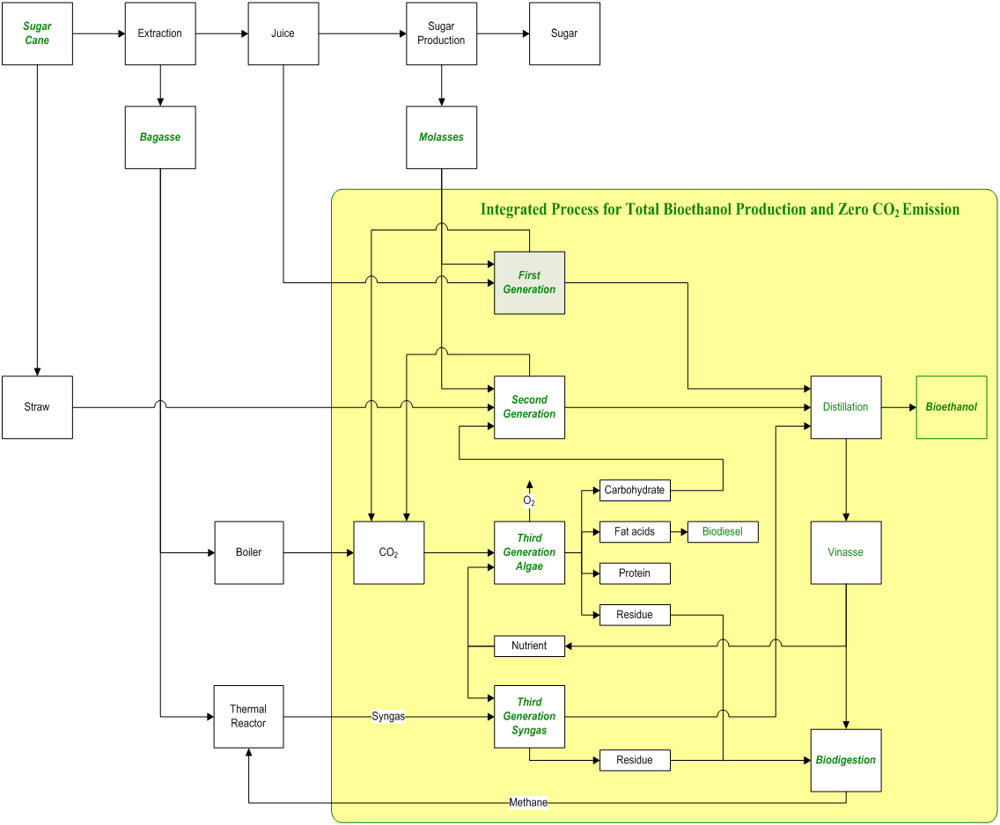 Sugar
Cane
Extraction
Juice
Sugar
Production
Sugar
Bagasse
Molasses
Integrated Process for Total Bioethanol Production and Zero CO₂ Emission
First
Generation
Straw
Second
Generation
Distillation
Bioethanol
O₂
Carbohydrate
Fat acids
Biodiesel
Boiler
CO₂
Third
Generation
Algae
Vinasse
Protein
Residue
Nutrient
Thermal
Reactor
Syngas
Third
Generation
Syngas
Residue
Biodigestion
Methane